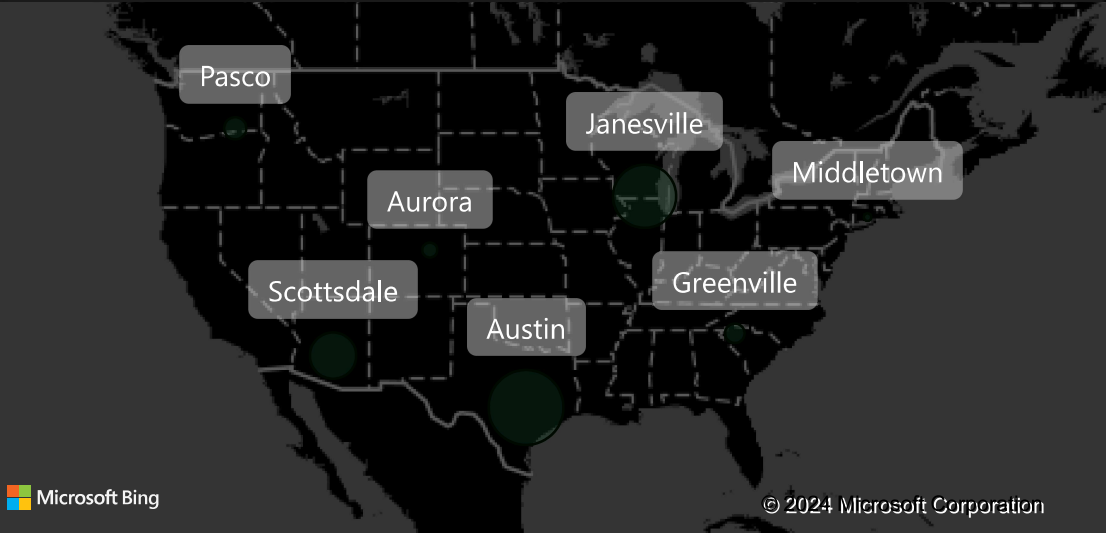 Pasco
Janesville
Middletown
Aurora
Greenville
Scottsdale
Austin
Microsoft Bing
© 2024 Microsoft Corporation